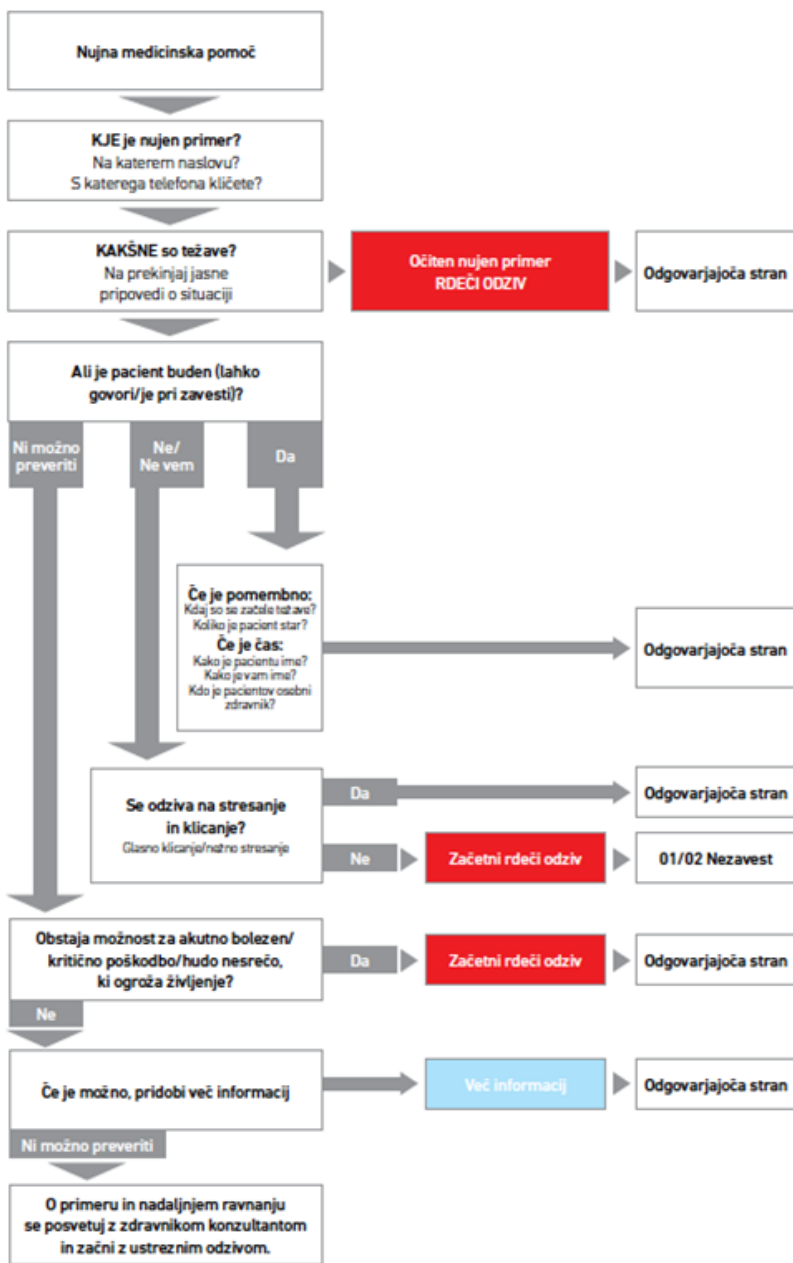 Nujna medicinska pomoč
KJE je nujen primer?
Na katerem naslovu?
S katerega telefona kličete?
KAKŠNE so težave?
Na prekinjaj jasne
pripovedi o situaciji
Očiten nujen primer
RDEČI ODZIV
Odgovarjajoča stran
Ali je pacient buden (lahko
govori/je pri zavesti)?
Ni možno
preveriti
Ne/
Ne vem
Da
Če je pomembno:
Kdaj so se začele težave?
Koliko je pacient star?
Če je čas:
Kako je pacientu ime?
Kako je vam ime?
Kdo je pacientov osebni
zdravnik?
Odgovarjajoča stran
Se odziva na stresanje
in klicanje?
Glasno klicanje/nežno stresanje
Da
Odgovarjajoča stran
Ne
Začetni rdeči odziv
01/02 Nezavest
Obstaja možnost za akutno bolezen/
kritično poškodbo/hudo nesrečo,
ki ogroža življenje?
Da
Začetni rdeči odziv
Odgovarjajoča stran
Ne
Če je možno, pridobi več informacij
Več informacij
Odgovarjajoča stran
Ni možno preveriti
O primeru in nadaljnjem ravnanju
se posvetuj z zdravnikom konzultantom
in začni z ustreznim odzivom.